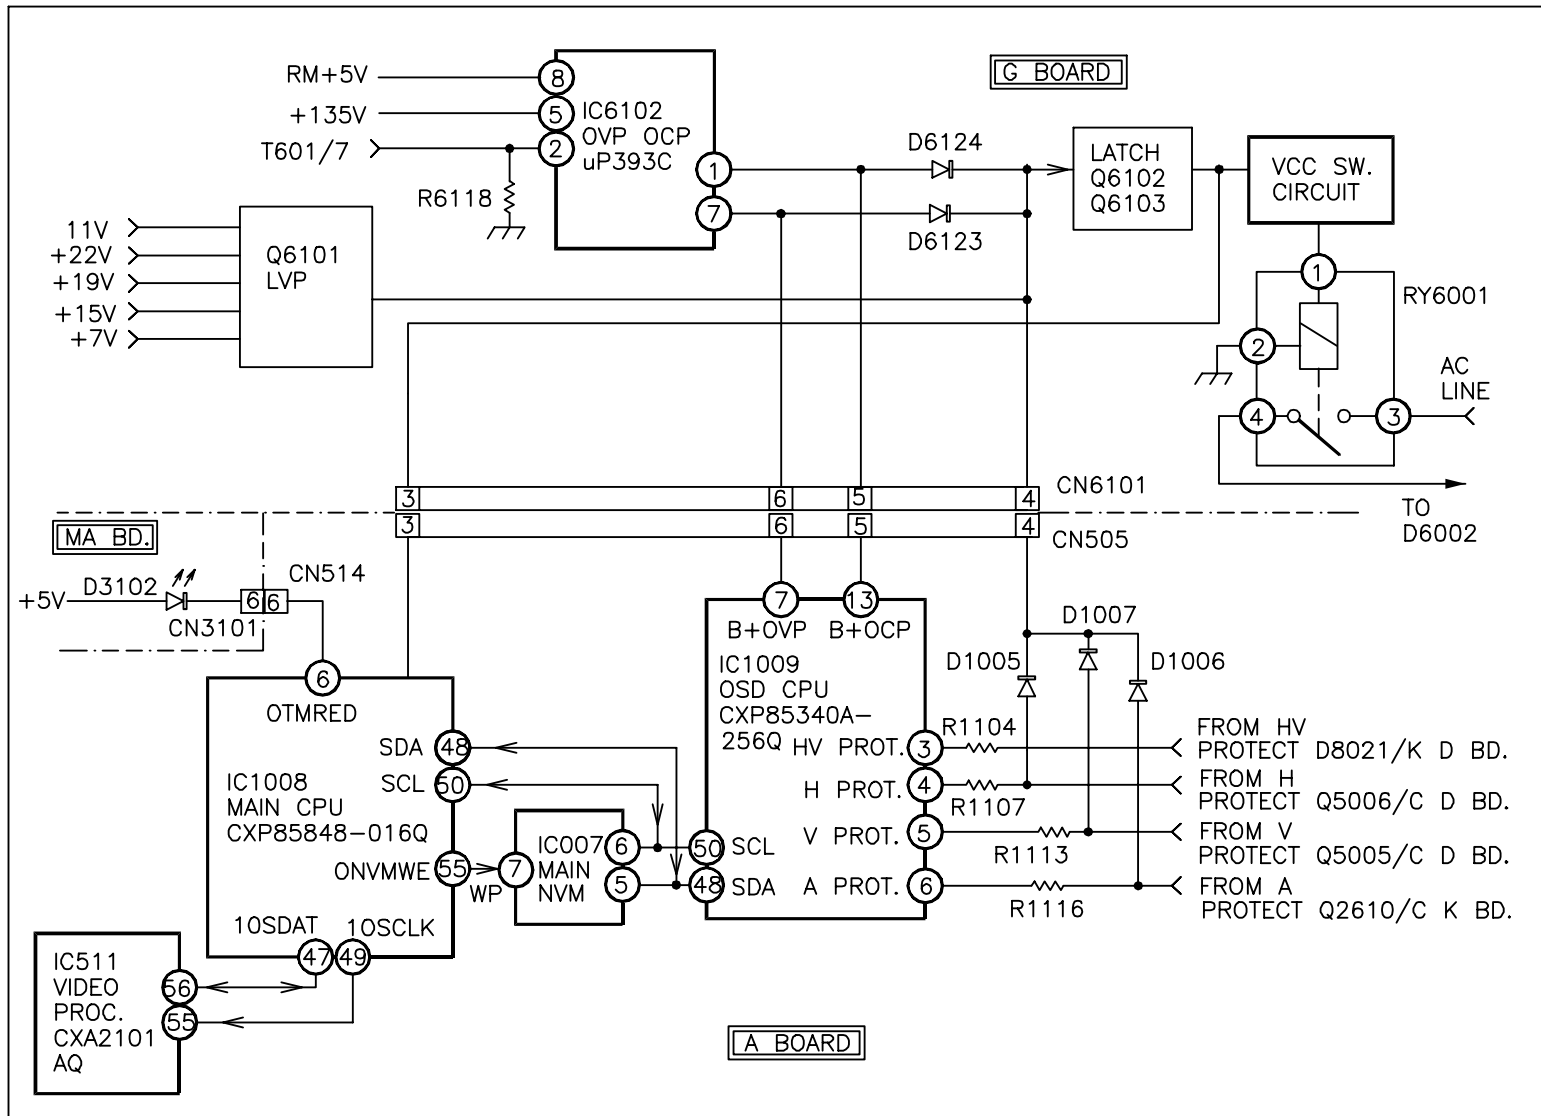 G BOARD
RM+5V
8
+135V
5
T601/7
2
IC6102
OVP OCP
uP393C
1
7
R6118
D6124
D6123
LATCH
Q6102
Q6103
VCC SW.
CIRCUIT
11V
+22V
+19V
+15V
+7V
Q6101
LVP
1
RY6001
2
AC
LINE
4
3
TO
D6002
3
6
5
4
CN6101
3
6
5
4
CN505
MA BD.
+5V
D3102
CN514
6
6
CN3101
6
OTMRED
SDA
48
SCL
50
IC1008
MAIN CPU
CXP85848-016Q
ONVMWE
55
WP
10SDAT
10SCLK
47
49
7
IC007
MAIN
NVM
6
5
7
13
B+OVP
B+OCP
IC1009
OSD CPU
CXP85340A-
256Q
HV PROT.
3
H PROT.
4
V PROT.
5
A PROT.
6
50
SCL
48
SDA
D1007
D1005
D1006
R1104
R1107
R1113
R1116
FROM HV
PROTECT D8021/K D BD.
FROM H
PROTECT Q5006/C D BD.
FROM V
PROTECT Q5005/C D BD.
FROM A
PROTECT Q2610/C K BD.
IC511
VIDEO
PROC.
CXA2101
AQ
56
55
A BOARD